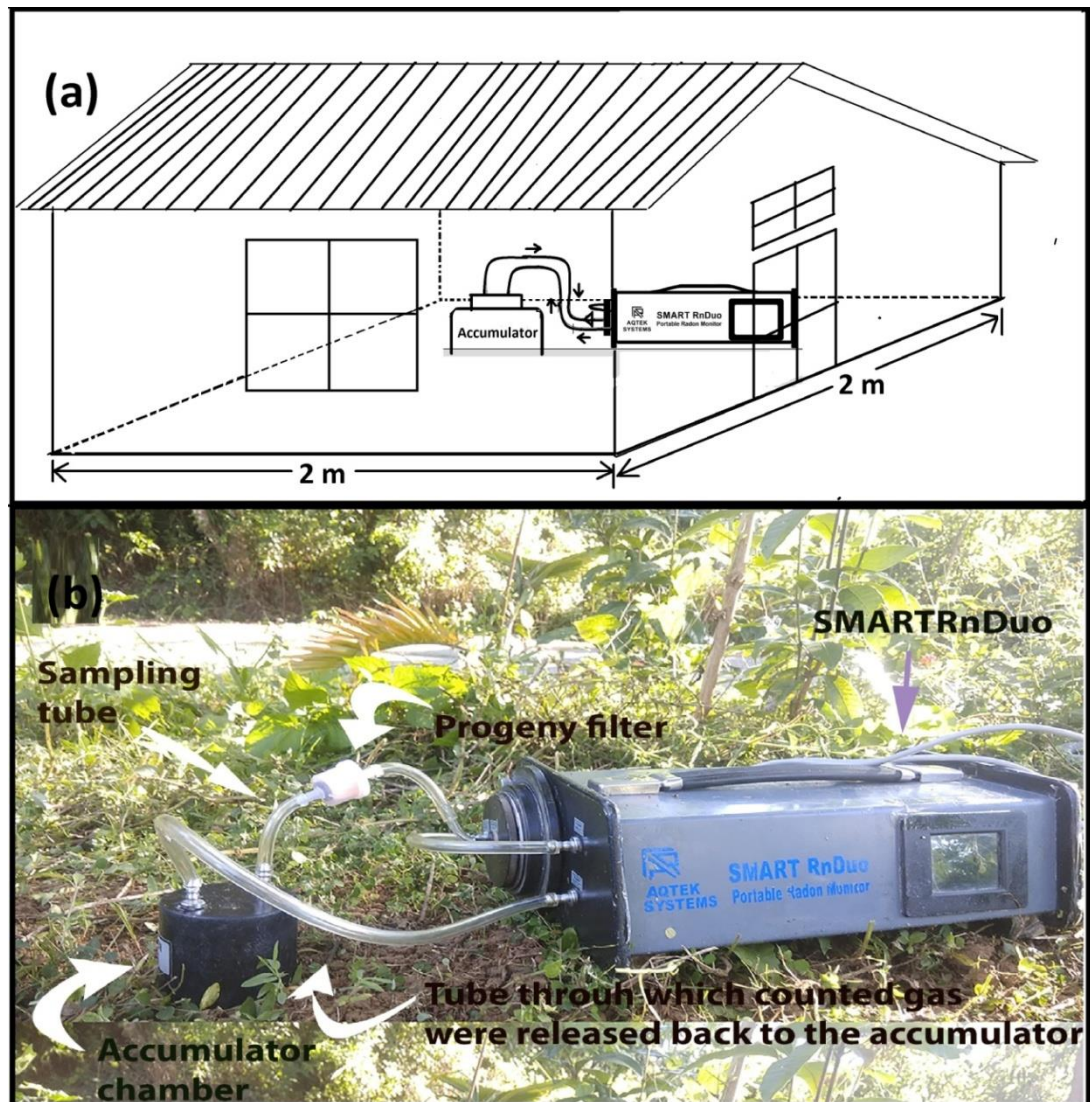 (a)
Accumulator
AQTEK
SYSTEMS
SMART RnDuo
Portable Radon Monitor
2 m
2 m
(b)
SMARTRnDuo
Sampling
tube
Progeny filter
AQTEK
SYSTEMS
SMART RnDuo
Portable Radon Monitor
Tube throuh which counted gas
were released back to the accumulator
Accumulator
chamber